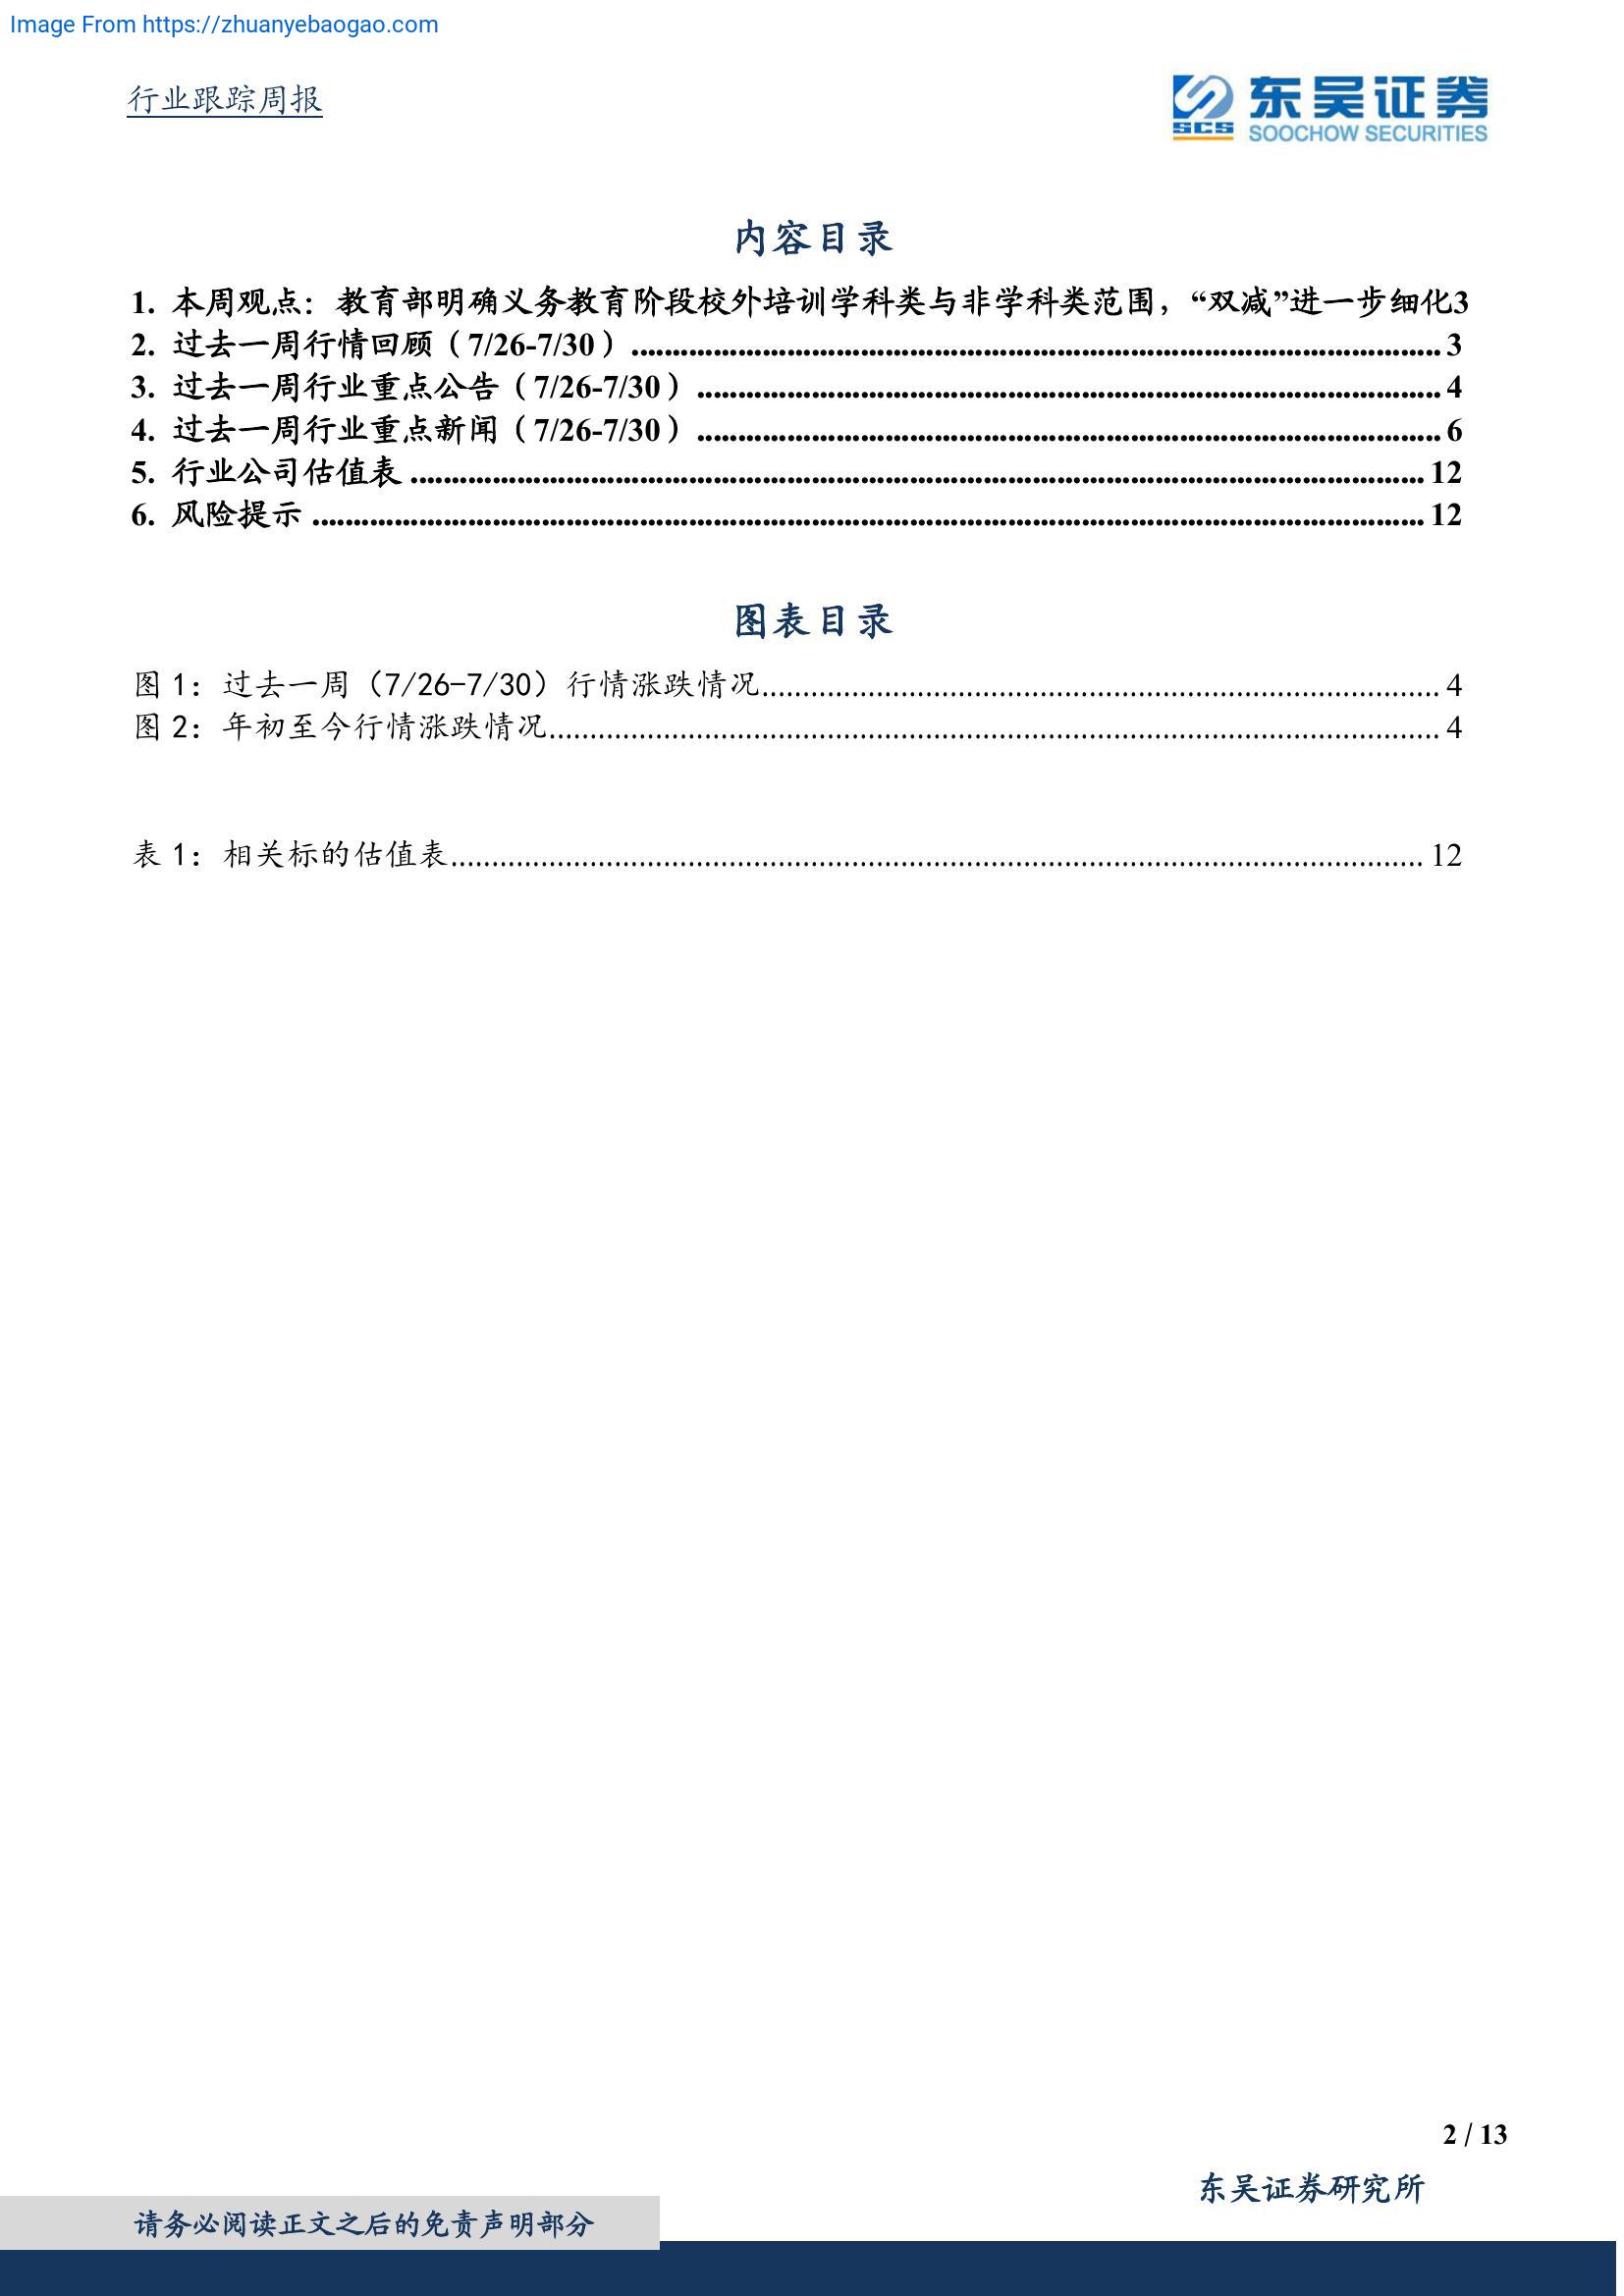 Image From https://zhuanyebaogao.com
行业跟踪周报
SCS
东吴证券
SOOCHOW SECURITIES
内容目录
1. 本周观点：教育部明确义务教育阶段校外培训学科类与非学科类范围，“双减”进一步细化3
2. 过去一周行情回顾（7/26-7/30）........................................ 3
3. 过去一周行业重点公告（7/26-7/30）........................................ 4
4. 过去一周行业重点新闻（7/26-7/30）........................................ 6
5. 行业公司估值表 ........................................ 12
6. 风险提示 ........................................ 12
图表目录
图 1：过去一周（7/26-7/30）行情涨跌情况........................................ 4
图 2：年初至今行情涨跌情况........................................ 4
表 1：相关标的估值表........................................ 12
2 / 13
东吴证券研究所
请务必阅读正文之后的免责声明部分